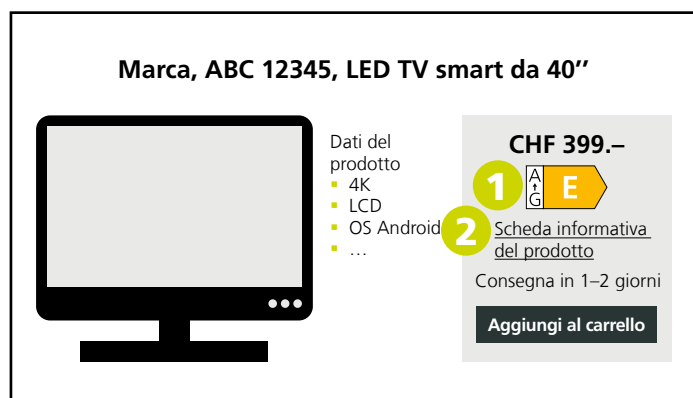 Marca, ABC 12345, LED TV smart da 40’’
Dati del
prodotto
4K
LCD
OS Android
…
CHF 399.–
1
A
G
E
2
Scheda informativa
del prodotto
Consegna in 1–2 giorni
Aggiungi al carrello